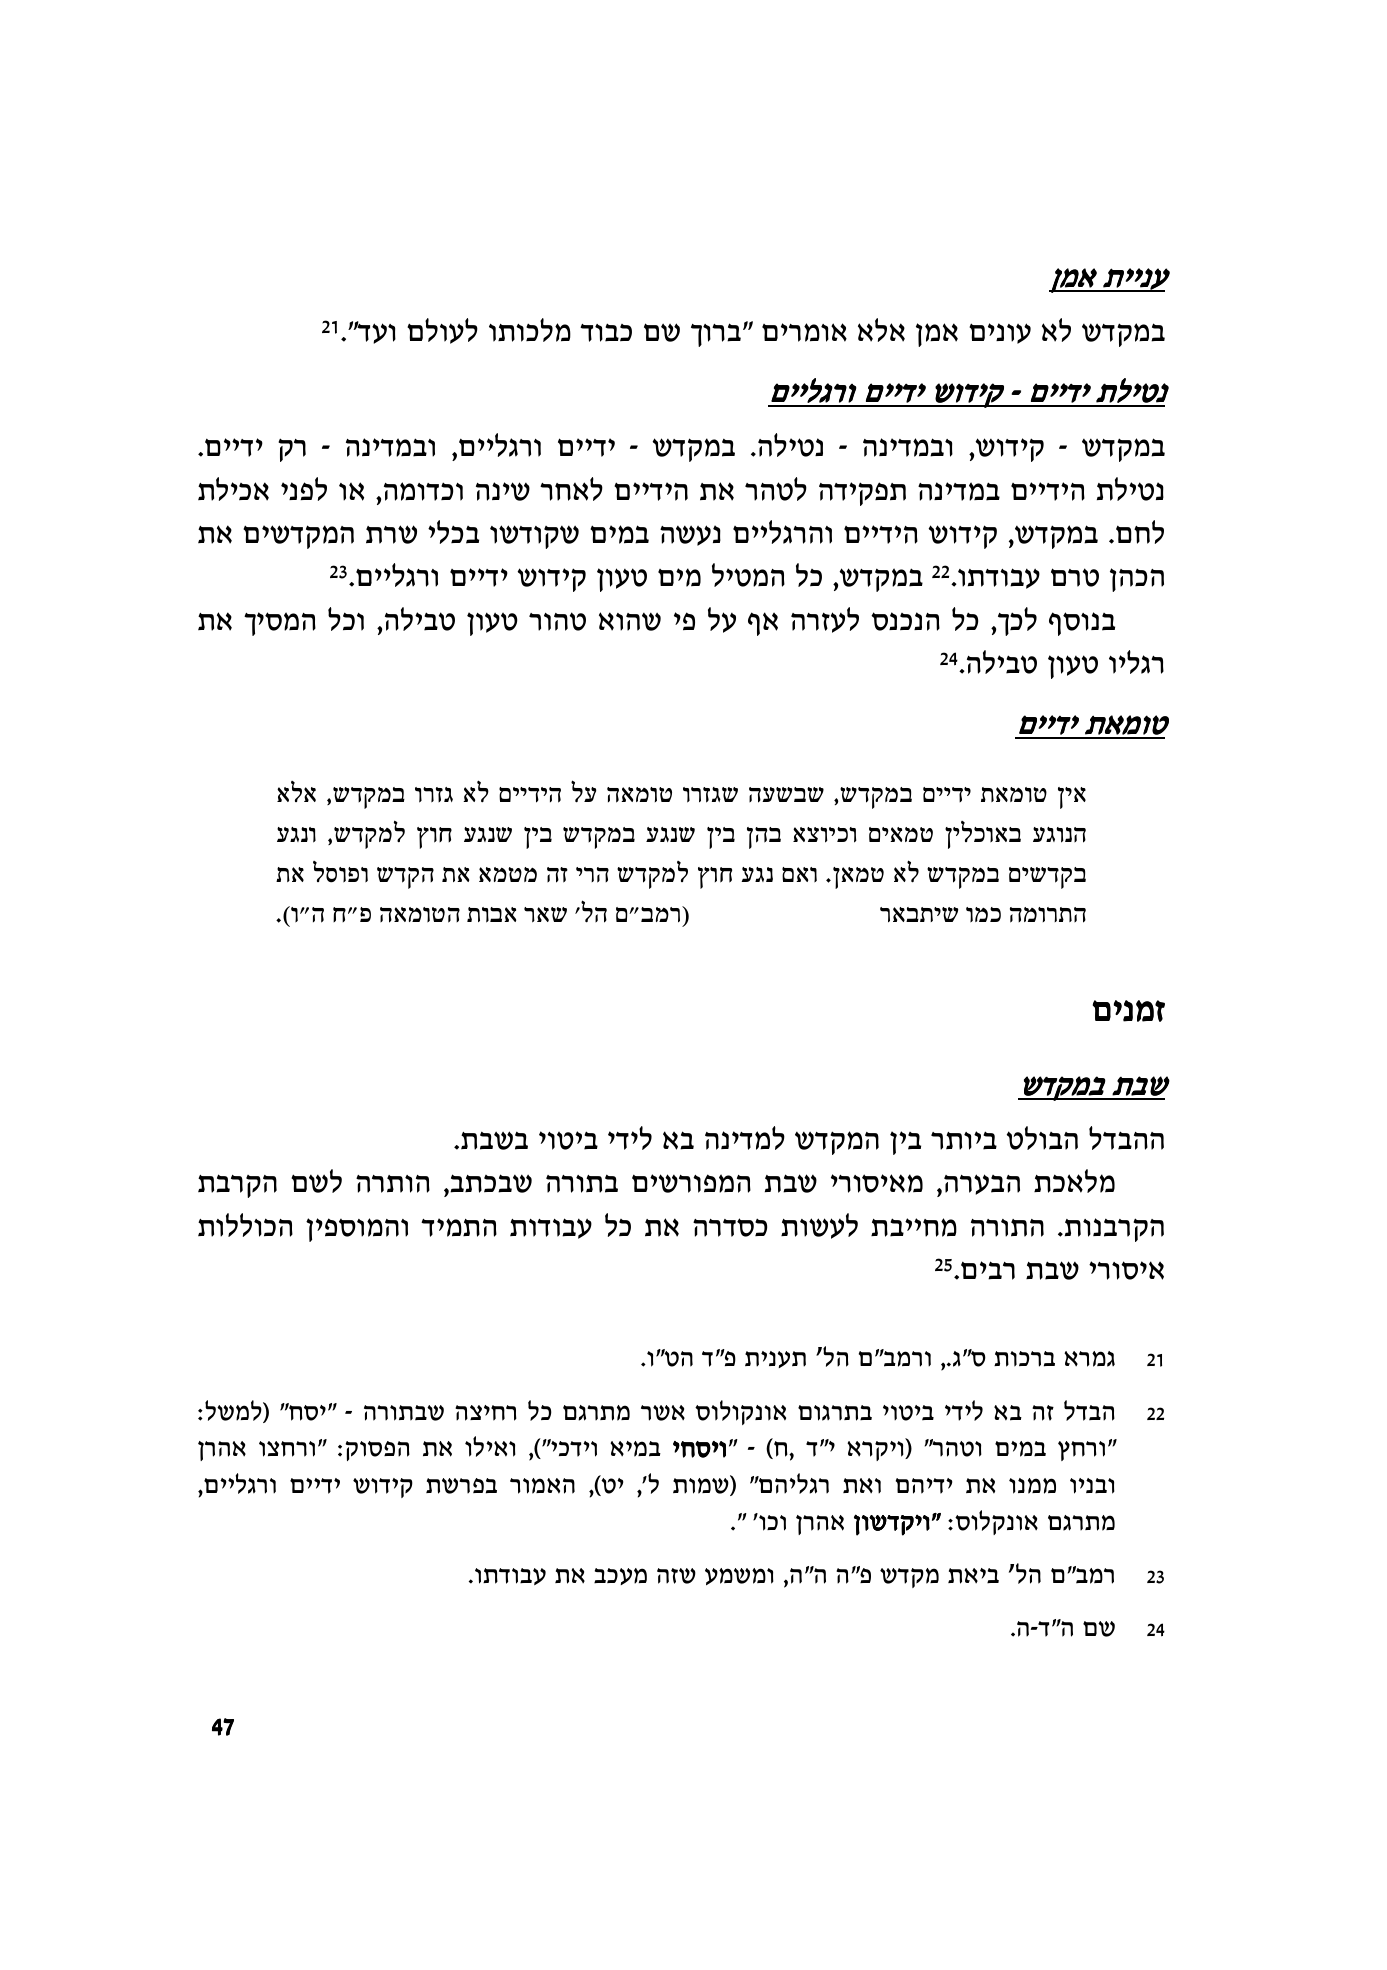 עניית אמן
במקדש לא עונים אמן אלא אומרים "ברוך שם כבוד מלכותו לעולם ועד".21
נטילת ידיים - קידוש ידיים ורגליים
במקדש - קידוש, ובמדינה - נטילה. במקדש - ידיים ורגליים, ובמדינה - רק ידיים.
נטילת הידיים במדינה תפקידה לטהר את הידיים לאחר שינה וכדומה, או לפני אכילת
לחם. במקדש, קידוש הידיים והרגליים נעשה במים שקודשו בכלי שרת המקדשים את
הכהן טרם עבודתו.22 במקדש, כל המטיל מים טעון קידוש ידיים ורגליים.23
בנוסף לכך, כל הנכנס לעזרה אף על פי שהוא טהור טעון טבילה, וכל המסיך את
רגליו טעון טבילה.24
טומאת ידיים
אין טומאת ידיים במקדש, שבשעה שגזרו טומאה על הידיים לא גזרו במקדש, אלא
הנוגע באוכלין טמאים וכיוצא בהן בין שנגע במקדש בין שנגע חוץ למקדש, ונגע
בקדשים במקדש לא טמאן. ואם נגע חוץ למקדש הרי זה מטמא את הקדש ופוסל את
התרומה כמו שיתבאר (רמב"ם הל' שאר אבות הטומאה פ"ח ה"ו).
זמנים
שבת במקדש
ההבדל הבולט ביותר בין המקדש למדינה בא לידי ביטוי בשבת.
מלאכת הבערה, מאיסורי שבת המפורשים בתורה שבכתב, הותרה לשם הקרבת
הקרבנות. התורה מחייבת לעשות כסדרה את כל עבודות התמיד והמוספין הכוללות
איסורי שבת רבים.25
21 גמרא ברכות ס"ג., ורמב"ם הל' תענית פ"ד הט"ו.
22 הבדל זה בא לידי ביטוי בתרגום אונקולוס אשר מתרגם כל רחיצה שבתורה - "יסח" (למשל:
"ורחץ במים וטהר" (ויקרא י"ד ,ח) - "ויסחי במיא וידכי"), ואילו את הפסוק: "ורחצו אהרן
ובניו ממנו את ידיהם ואת רגליהם" (שמות ל', יט), האמור בפרשת קידוש ידיים ורגליים,
מתרגם אונקלוס: "ויקדשון אהרן וכו' ".
23 רמב"ם הל' ביאת מקדש פ"ה ה"ה, ומשמע שזה מעכב את עבודתו.
24 שם ה"ד-ה.
47